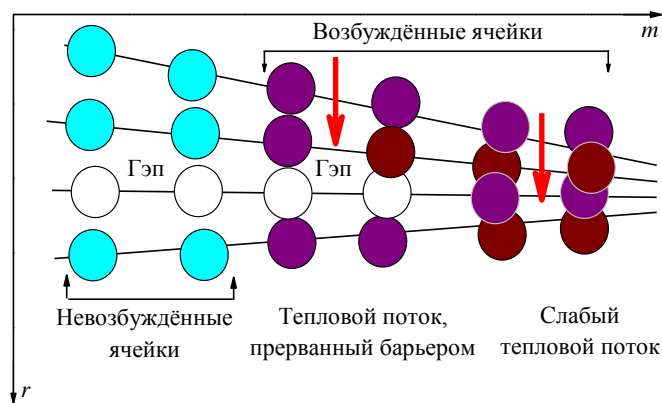 Возбуждённые ячейки
m
Гэп
Гэп
Невозбуждённые
ячейки
Тепловой поток,
прерванный барьером
Слабый
тепловой поток
r